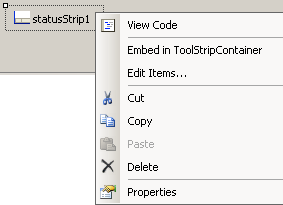 statusStrip1
View Code
Embed in ToolStripContainer
Edit Items...
Cut
Copy
Paste
Delete
Properties